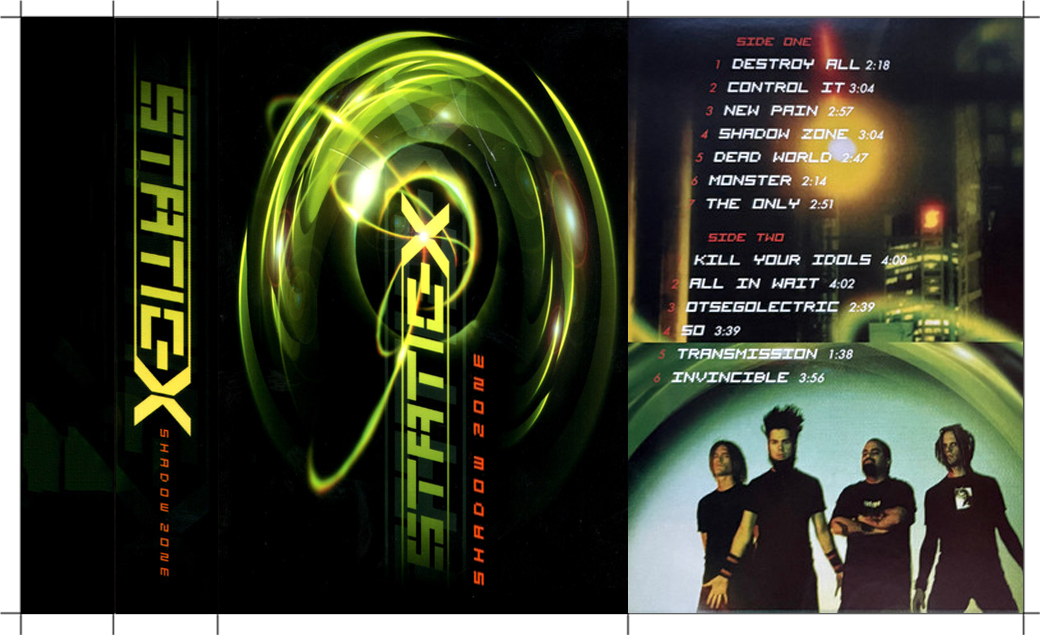 STATIC-X
SHADOW ZONE
STATIC-X
SHADOW ZONE
SIDE ONE
1 DESTROY ALL 2:18
2 CONTROL IT 3:04
3 NEW PAIN 2:57
4 SHADOW ZONE 3:04
5 DEAD WORLD 2:47
6 MONSTER 2:14
7 THE ONLY 2:51
SIDE TWO
KILL YOUR IDOLS 4:00
2 ALL IN WAIT 4:02
3 OTSEGOLECTRIC 2:39
4 SO 3:39
5 TRANSMISSION 1:38
6 INVINCIBLE 3:56